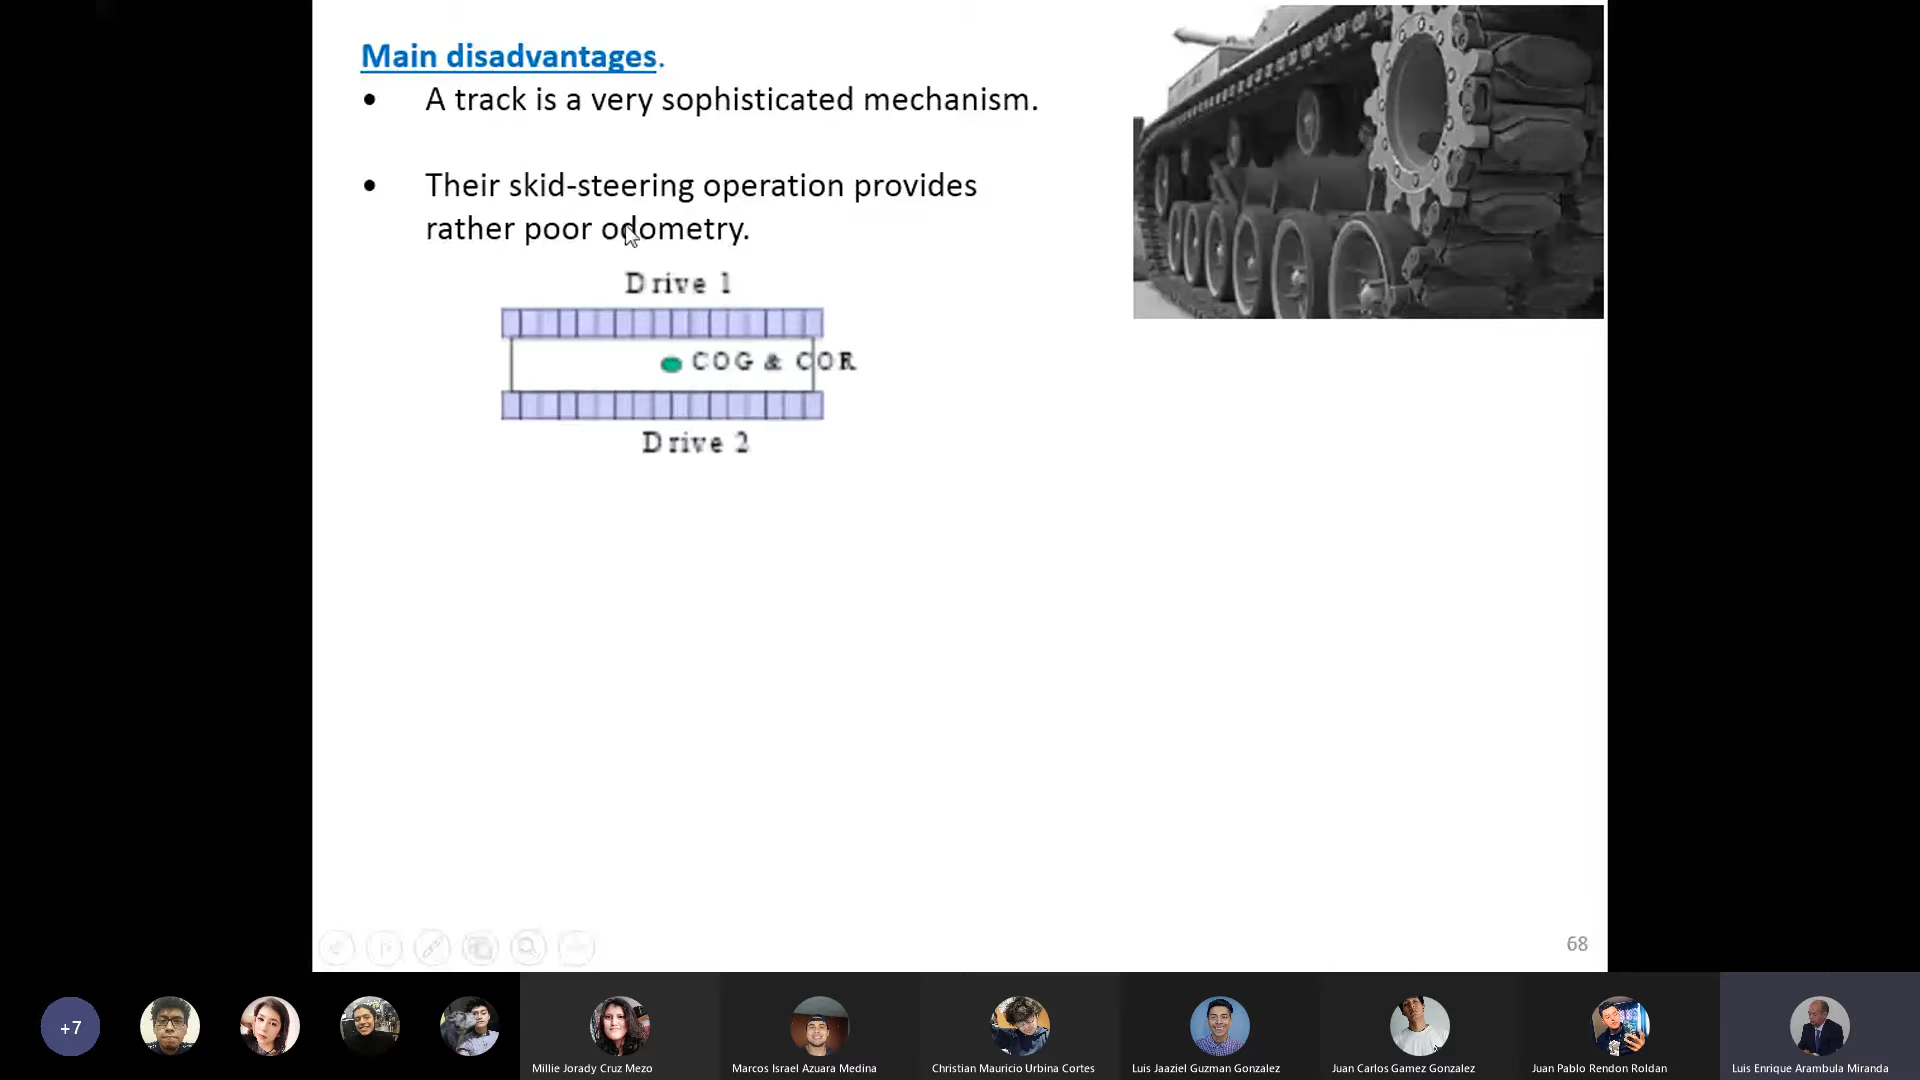 Main disadvantages.
• A track is a very sophisticated mechanism.
• Their skid-steering operation provides
rather poor odometry.
Drive 1
COG & COR
Drive 2
68
+7
Millie Jorady Cruz Mezo
Marcos Israel Azuara Medina
Christian Mauricio Urbina Cortes
Luis Jaaziel Guzman Gonzalez
Juan Carlos Gamez Gonzalez
Juan Pablo Rendon Roldan
Luis Enrique Arambula Miranda